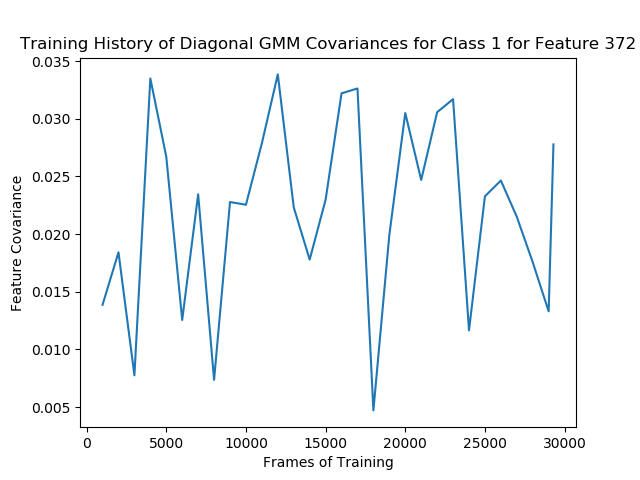 Training History of Diagonal GMM Covariances for Class 1 for Feature 372
0.035
0.030
0.025
0.020
0.015
0.010
0.005
Feature Covariance
0 5000 10000 15000 20000 25000 30000
Frames of Training